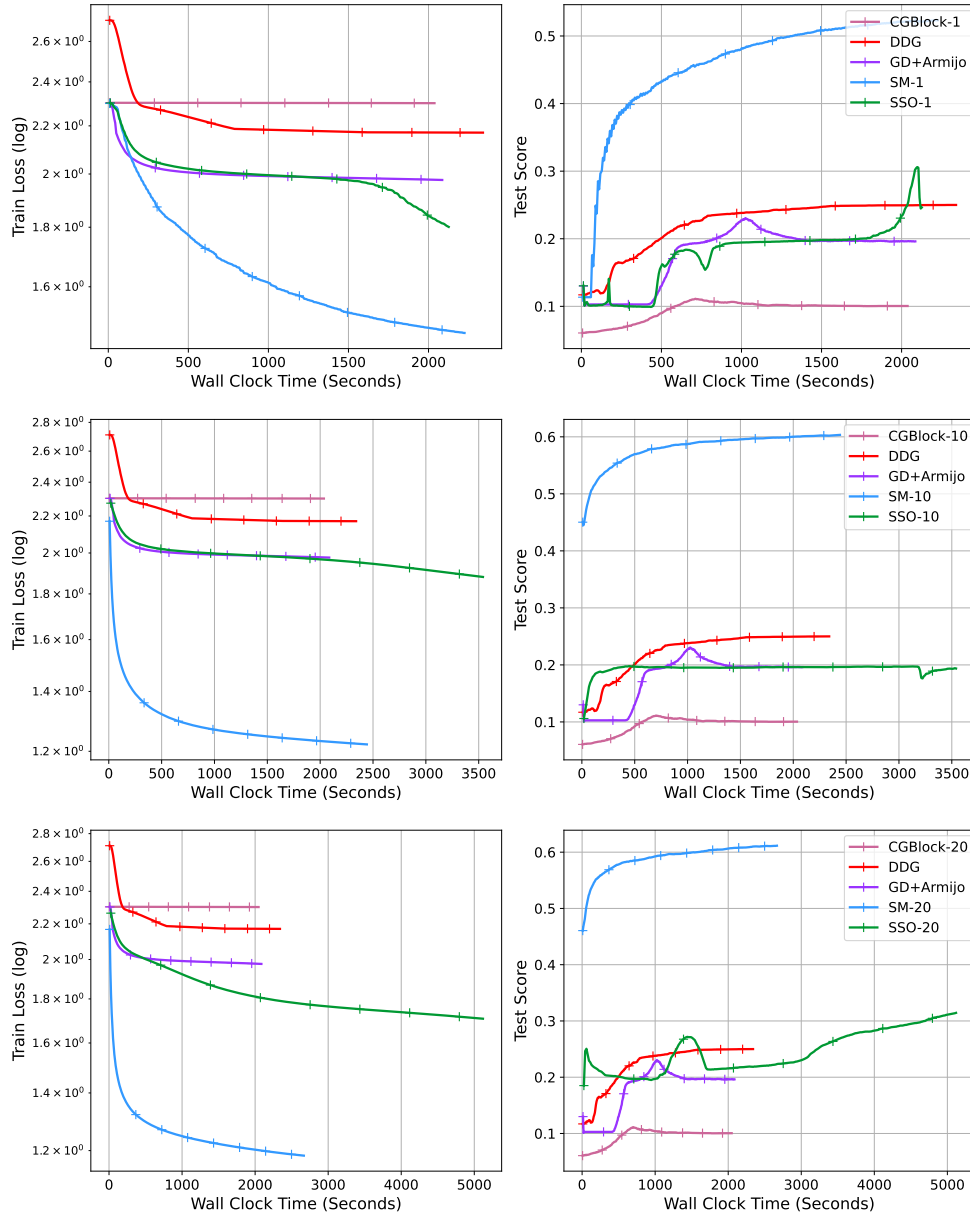 2.6 × 10⁰
2.4 × 10⁰
2.2 × 10⁰
2 × 10⁰
1.8 × 10⁰
1.6 × 10⁰
Train Loss (log)
0 500 1000 1500 2000
Wall Clock Time (Seconds)
0.5
0.4
0.3
0.2
0.1
Test Score
CGBlock-1
DDG
GD+Armijo
SM-1
SSO-1
0 500 1000 1500 2000
Wall Clock Time (Seconds)
2.8 × 10⁰
2.6 × 10⁰
2.4 × 10⁰
2.2 × 10⁰
2 × 10⁰
1.8 × 10⁰
1.6 × 10⁰
1.4 × 10⁰
1.2 × 10⁰
Train Loss (log)
0 500 1000 1500 2000 2500 3000 3500
Wall Clock Time (Seconds)
0.6
0.5
0.4
0.3
0.2
0.1
Test Score
CGBlock-10
DDG
GD+Armijo
SM-10
SSO-10
0 500 1000 1500 2000 2500 3000 3500
Wall Clock Time (Seconds)
2.8 × 10⁰
2.6 × 10⁰
2.4 × 10⁰
2.2 × 10⁰
2 × 10⁰
1.8 × 10⁰
1.6 × 10⁰
1.4 × 10⁰
1.2 × 10⁰
Train Loss (log)
0 1000 2000 3000 4000 5000
Wall Clock Time (Seconds)
0.6
0.5
0.4
0.3
0.2
0.1
Test Score
CGBlock-20
DDG
GD+Armijo
SM-20
SSO-20
0 1000 2000 3000 4000 5000
Wall Clock Time (Seconds)